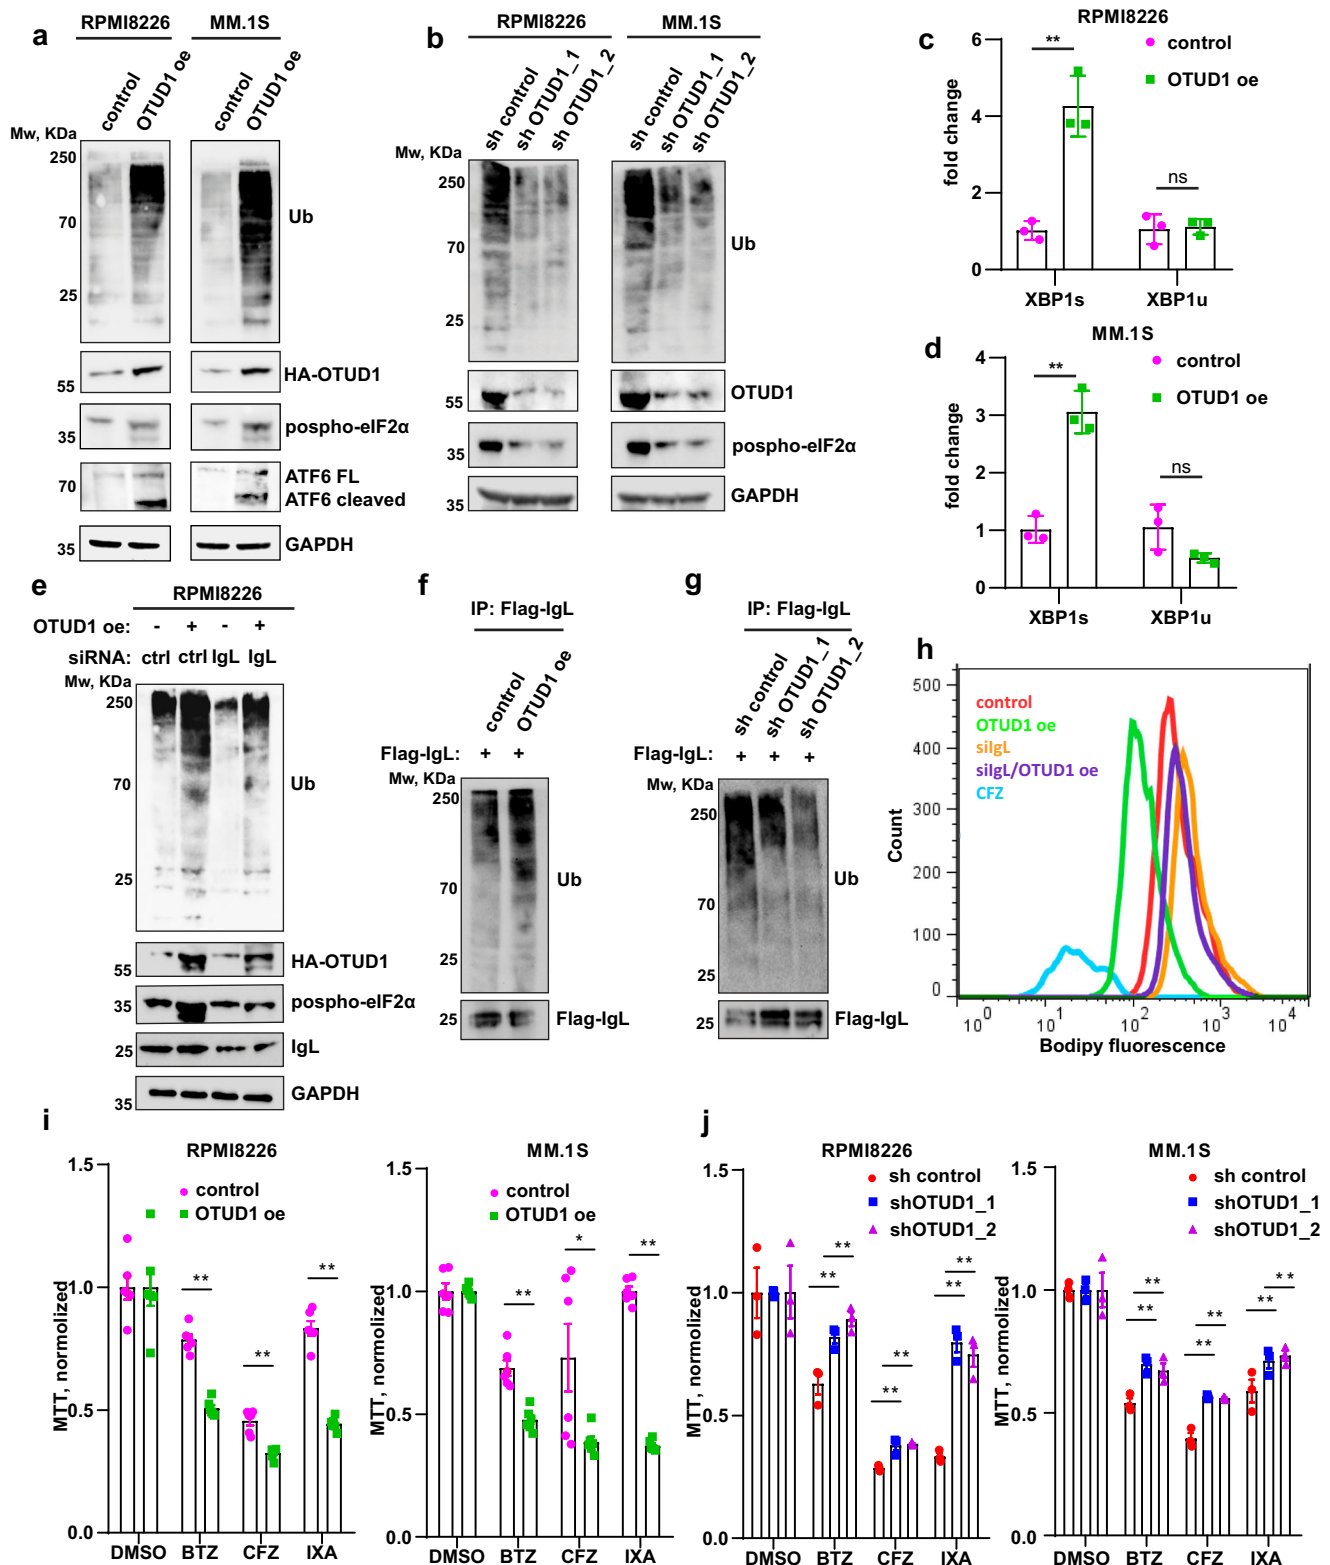 a
RPMI8226 MM.1S
control OTUD1 oe control OTUD1 oe
Mw, KDa
250
70
25
Ub
55
HA-OTUD1
35
pospho-eIF2α
70
ATF6 FL
ATF6 cleaved
35
GAPDH
b
RPMI8226 MM.1S
sh control sh OTUD1_1 sh OTUD1_2 sh control sh OTUD1_1 sh OTUD1_2
Mw, KDa
250
70
25
Ub
55
OTUD1
35
pospho-eIF2α
35
GAPDH
c
RPMI8226
control
OTUD1 oe
fold change
6
4
2
0
**
ns
XBP1s XBP1u
d
MM.1S
control
OTUD1 oe
fold change
4
3
2
1
0
**
ns
XBP1s XBP1u
e
RPMI8226
OTUD1 oe: - + - +
siRNA: ctrl ctrl IgL IgL
Mw, KDa
250
70
25
Ub
55
HA-OTUD1
35
pospho-eIF2α
25
IgL
35
GAPDH
f
IP: Flag-IgL
control OTUD1 oe
Flag-IgL: + +
Mw, KDa
250
70
25
Ub
25
Flag-IgL
g
IP: Flag-IgL
sh control sh OTUD1_1 sh OTUD1_2
Flag-IgL: + + +
Mw, KDa
250
70
25
Ub
25
Flag-IgL
h
control
OTUD1 oe
siIgL
siIgL/OTUD1 oe
CFZ
Count
500
400
300
200
100
0
10^0 10^1 10^2 10^3 10^4
Bodipy fluorescence
i
RPMI8226
control
OTUD1 oe
MTT, normolized
1.5
1.0
0.5
0.0
** ** **
DMSO BTZ CFZ IXA
MM.1S
control
OTUD1 oe
MTT, normalized
1.5
1.0
0.5
0.0
** * **
DMSO BTZ CFZ IXA
j
RPMI8226
sh control
shOTUD1_1
shOTUD1_2
MTT, normolized
1.5
1.0
0.5
0.0
** ** ** ** ** **
DMSO BTZ CFZ IXA
MM.1S
sh control
shOTUD1_1
shOTUD1_2
MTT, normalized
1.5
1.0
0.5
0.0
** ** ** ** ** **
DMSO BTZ CFZ IXA